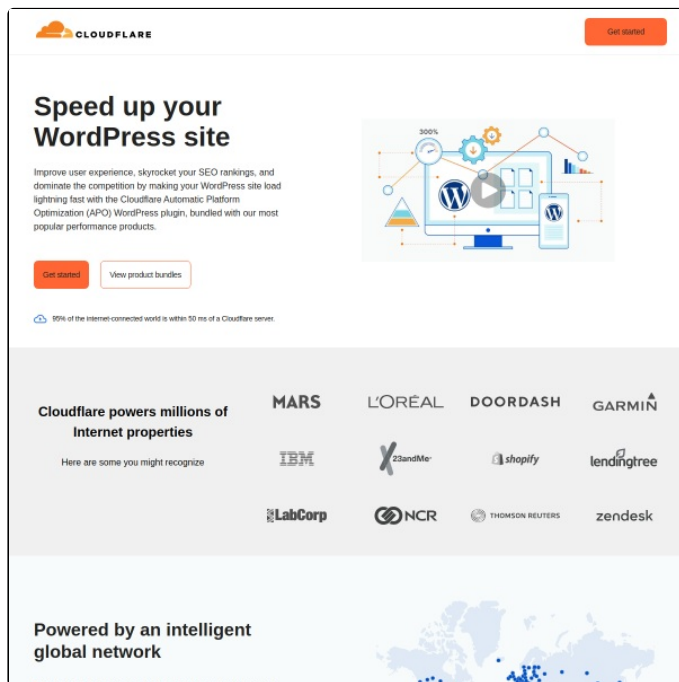 CLOUDFLARE
Get started
Speed up your
WordPress site
Improve user experience, skyrocket your SEO rankings, and
dominate the competition by making your WordPress site load
lightning fast with the Cloudflare Automatic Platform
Optimization (APO) WordPress plugin, bundled with our most
popular performance products.
300%
Get started
View product bundles
95% of the internet-connected world is within 50 ms of a Cloudflare server.
Cloudflare powers millions of
Internet properties
Here are some you might recognize
MARS
L'ORÉAL
DOORDASH
GARMIN
IBM
23andMe
shopify
lendingtree
LabCorp
NCR
THOMSON REUTERS
zendesk
Powered by an intelligent
global network